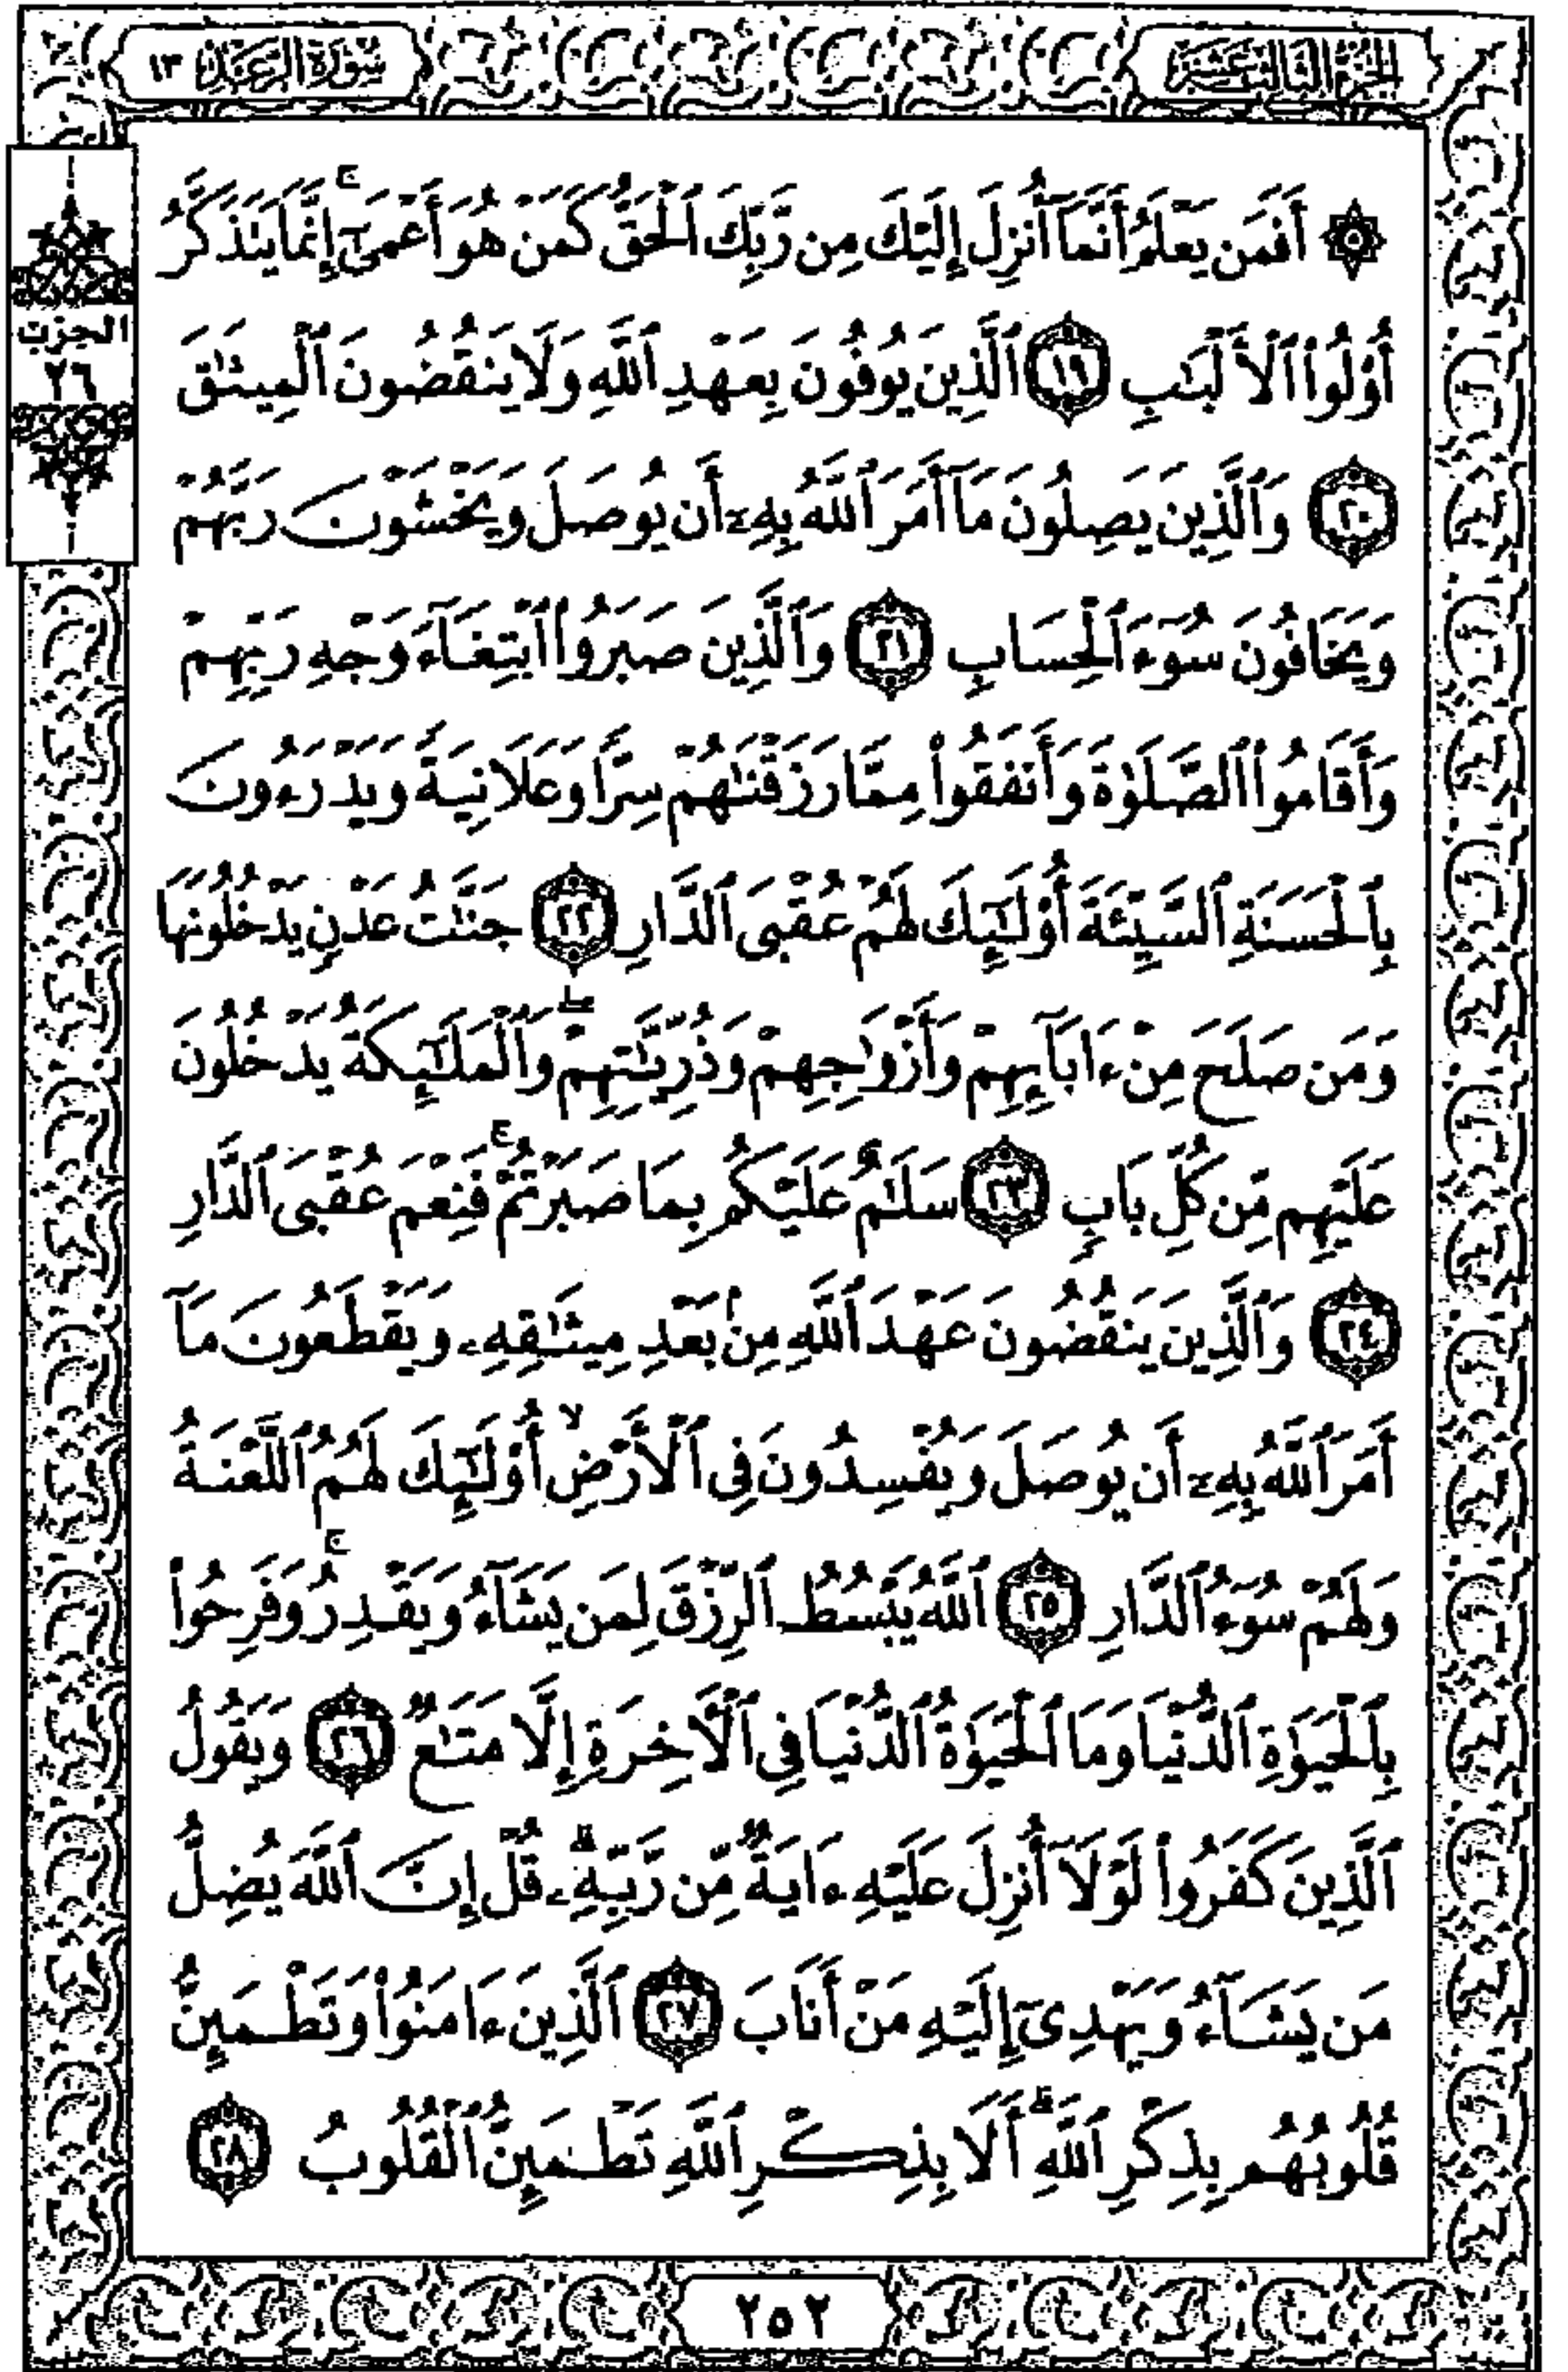 الجزء الثالث عشر
سورة الرعد ١٣
۞ أَفَمَن يَعْلَمُ أَنَّمَآ أُنزِلَ إِلَيْكَ مِن رَّبِّكَ ٱلْحَقُّ كَمَنْ هُوَ أَعْمَىٰٓ ۚ إِنَّمَا يَتَذَكَّرُ
أُو۟لُوا۟ ٱلْأَلْبَـٰبِ ١٩ ٱلَّذِينَ يُوفُونَ بِعَهْدِ ٱللَّهِ وَلَا يَنقُضُونَ ٱلْمِيثَـٰقَ
٢٠ وَٱلَّذِينَ يَصِلُونَ مَآ أَمَرَ ٱللَّهُ بِهِۦٓ أَن يُوصَلَ وَيَخْشَوْنَ رَبَّهُمْ
وَيَخَافُونَ سُوٓءَ ٱلْحِسَابِ ٢١ وَٱلَّذِينَ صَبَرُوا۟ ٱبْتِغَآءَ وَجْهِ رَبِّهِمْ
وَأَقَامُوا۟ ٱلصَّلَوٰةَ وَأَنفَقُوا۟ مِمَّا رَزَقْنَـٰهُمْ سِرًّا وَعَلَانِيَةً وَيَدْرَءُونَ
بِٱلْحَسَنَةِ ٱلسَّيِّئَةَ أُو۟لَـٰٓئِكَ لَهُمْ عُقْبَى ٱلدَّارِ ٢٢ جَنَّـٰتُ عَدْنٍ يَدْخُلُونَهَا
وَمَن صَلَحَ مِنْ ءَابَآئِهِمْ وَأَزْوَٰجِهِمْ وَذُرِّيَّـٰتِهِمْ ۖ وَٱلْمَلَـٰٓئِكَةُ يَدْخُلُونَ
عَلَيْهِم مِّن كُلِّ بَابٍ ٢٣ سَلَـٰمٌ عَلَيْكُم بِمَا صَبَرْتُمْ ۚ فَنِعْمَ عُقْبَى ٱلدَّارِ
٢٤ وَٱلَّذِينَ يَنقُضُونَ عَهْدَ ٱللَّهِ مِنۢ بَعْدِ مِيثَـٰقِهِۦ وَيَقْطَعُونَ مَآ
أَمَرَ ٱللَّهُ بِهِۦٓ أَن يُوصَلَ وَيُفْسِدُونَ فِى ٱلْأَرْضِ ۙ أُو۟لَـٰٓئِكَ لَهُمُ ٱللَّعْنَةُ
وَلَهُمْ سُوٓءُ ٱلدَّارِ ٢٥ ٱللَّهُ يَبْسُطُ ٱلرِّزْقَ لِمَن يَشَآءُ وَيَقْدِرُ ۚ وَفَرِحُوا۟
بِٱلْحَيَوٰةِ ٱلدُّنْيَا وَمَا ٱلْحَيَوٰةُ ٱلدُّنْيَا فِى ٱلْـَٔاخِرَةِ إِلَّا مَتَـٰعٌ ٢٦ وَيَقُولُ
ٱلَّذِينَ كَفَرُوا۟ لَوْلَآ أُنزِلَ عَلَيْهِ ءَايَةٌ مِّن رَّبِّهِۦ ۗ قُلْ إِنَّ ٱللَّهَ يُضِلُّ
مَن يَشَآءُ وَيَهْدِىٓ إِلَيْهِ مَنْ أَنَابَ ٢٧ ٱلَّذِينَ ءَامَنُوا۟ وَتَطْمَئِنُّ
قُلُوبُهُم بِذِكْرِ ٱللَّهِ ۗ أَلَا بِذِكْرِ ٱللَّهِ تَطْمَئِنُّ ٱلْقُلُوبُ ٢٨
الحزب
٢٦
٢٥٢